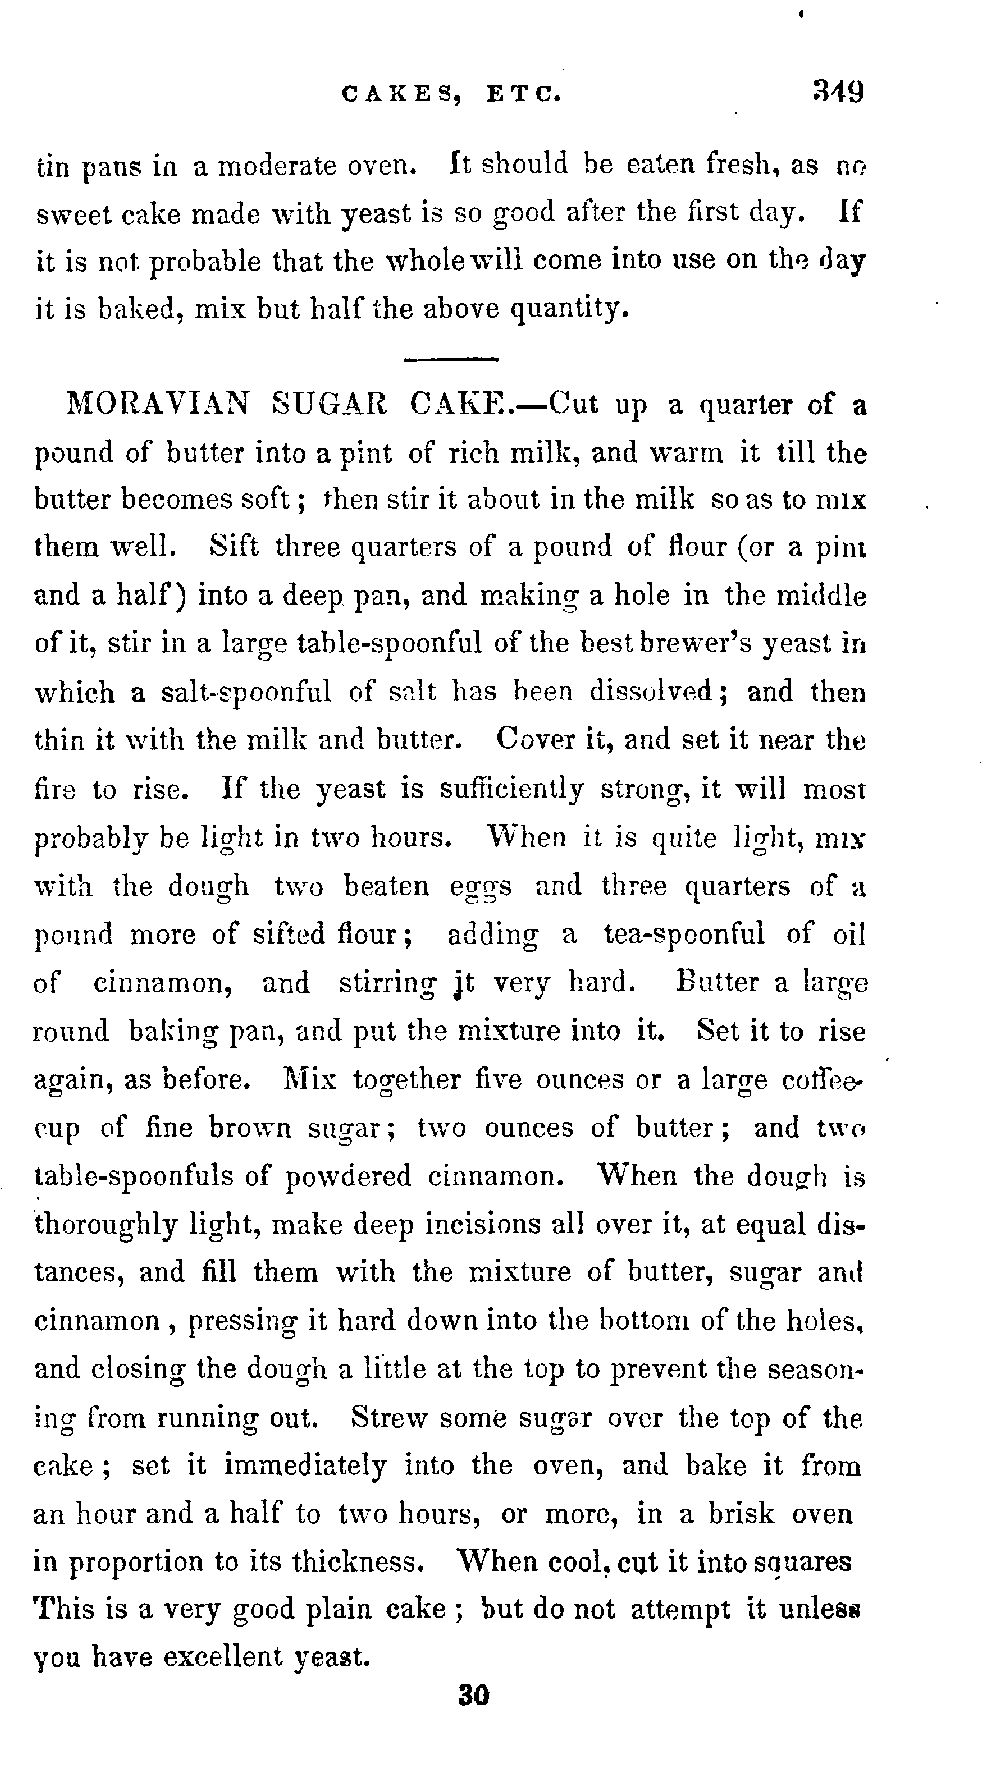 CAKES, ETC. 349
tin pans in a moderate oven. It should be eaten fresh, as no
sweet cake made with yeast is so good after the first day. If
it is not probable that the whole will come into use on the day
it is baked, mix but half the above quantity.
MORAVIAN SUGAR CAKE.—Cut up a quarter of a
pound of butter into a pint of rich milk, and warm it till the
butter becomes soft; then stir it about in the milk so as to mix
them well. Sift three quarters of a pound of flour (or a pint
and a half) into a deep pan, and making a hole in the middle
of it, stir in a large table-spoonful of the best brewer's yeast in
which a salt-spoonful of salt has been dissolved; and then
thin it with the milk and butter. Cover it, and set it near the
fire to rise. If the yeast is sufficiently strong, it will most
probably be light in two hours. When it is quite light, mix
with the dough two beaten eggs and three quarters of a
pound more of sifted flour; adding a tea-spoonful of oil
of cinnamon, and stirring it very hard. Butter a large
round baking pan, and put the mixture into it. Set it to rise
again, as before. Mix together five ounces or a large coffee-
cup of fine brown sugar; two ounces of butter; and two
table-spoonfuls of powdered cinnamon. When the dough is
thoroughly light, make deep incisions all over it, at equal dis-
tances, and fill them with the mixture of butter, sugar and
cinnamon, pressing it hard down into the bottom of the holes,
and closing the dough a little at the top to prevent the season-
ing from running out. Strew some sugar over the top of the
cake; set it immediately into the oven, and bake it from
an hour and a half to two hours, or more, in a brisk oven
in proportion to its thickness. When cool, cut it into squares
This is a very good plain cake; but do not attempt it unless
you have excellent yeast.
30